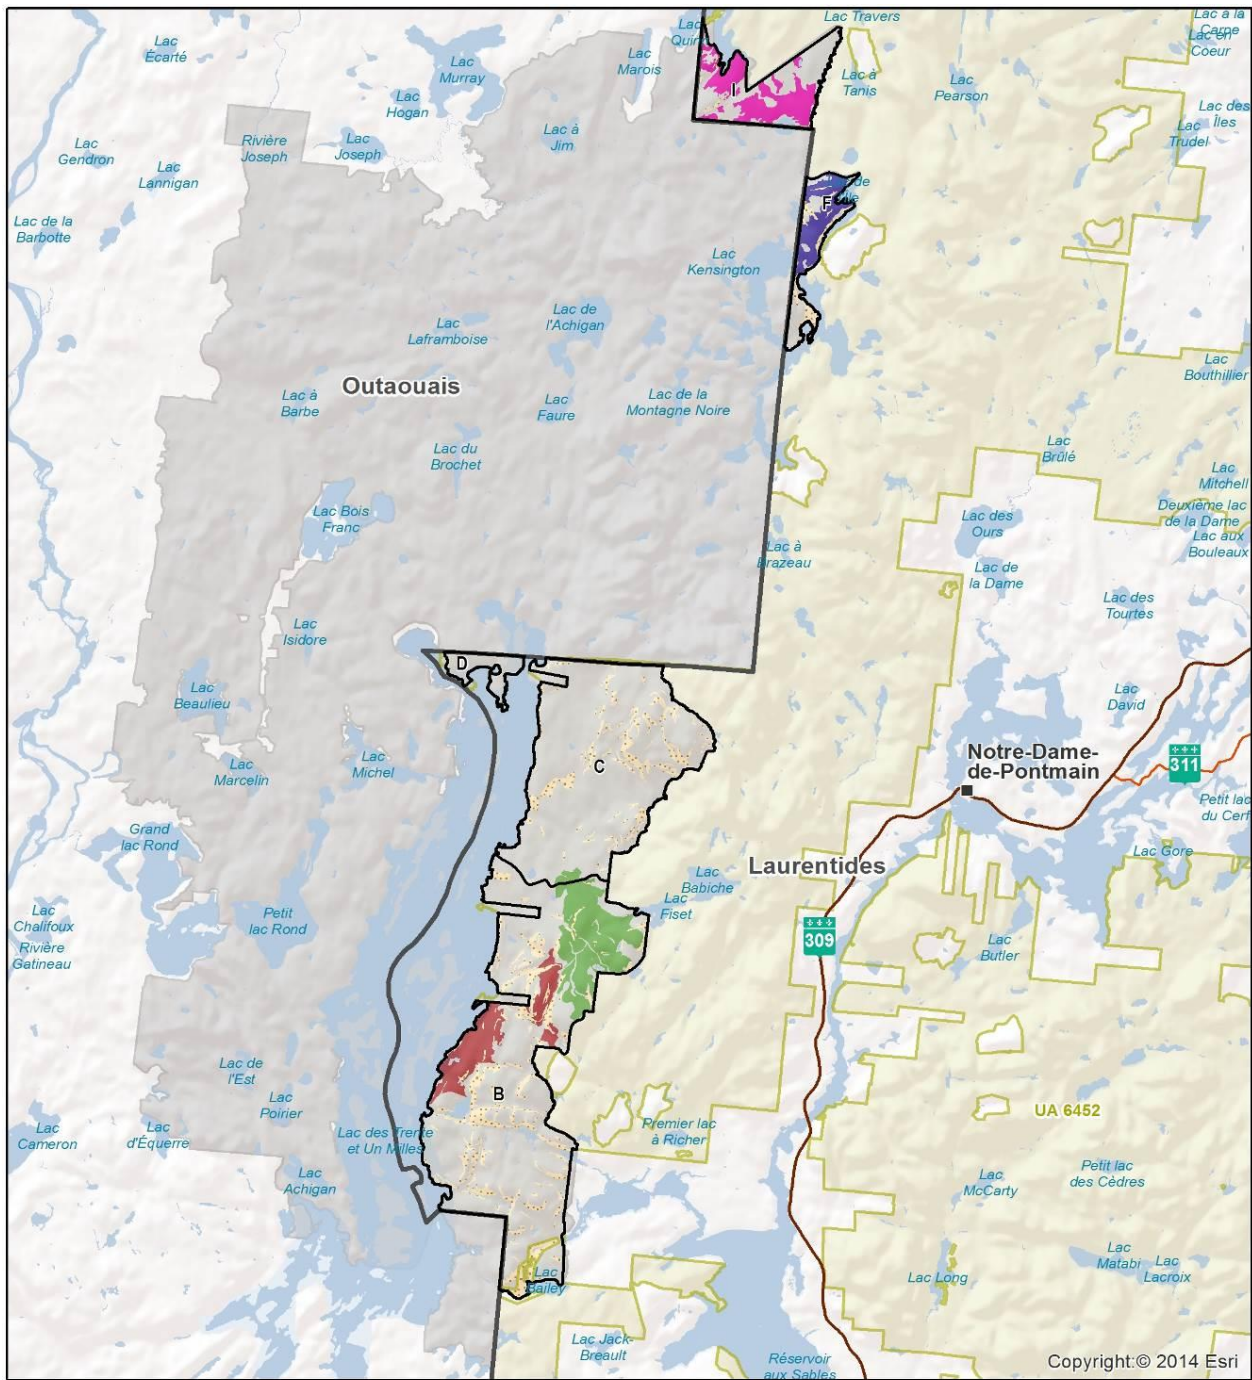 Lac Travers
Lac à la
Carpe
Lac en
Coeur
Lac
Écarté
Lac
Murray
Lac
Marois
Lac
Lac à
Tanis
Lac
Pearson
Lac
Hogan
Lac des
Îles
Lac
Trudel
I
Lac
Gendron
Lac
Lannigan
Rivière
Joseph
Lac
Joseph
Lac à
Jim
F
Lac de la
Barbotte
Lac
Kensington
Lac de
l'Achigan
Lac
Laframboise
Outaouais
Lac à
Barbe
Lac
Faure
Lac de la
Montagne Noire
Lac
Bouthillier
Lac du
Brochet
Lac
Brûlé
Lac
Mitchell
Deuxième lac
de la Dame
Lac aux
Bouleaux
Lac Bois
Franc
Lac des
Ours
Lac à
Brazeau
Lac de
la Dame
Lac des
Tourtes
Lac
Isidore
D
Lac
Beaulieu
Lac
David
Lac
Marcelin
Lac
Michel
C
Notre-Dame-
de-Pontmain
311
Petit lac
du Cerf
Grand
lac Rond
Laurentides
Lac Gore
Lac
Babiche
Lac
Fiset
Lac
Chalifoux
Rivière
Gatineau
Petit
lac Rond
309
Lac
Butler
Lac de
l'Est
Lac
Poirier
B
UA 6452
Lac
Cameron
Lac
d'Équerre
Lac des Trente
et Un Milles
Premier lac
à Richer
Lac
Achigan
Lac
McCarty
Petit lac
des Cèdres
Lac
Bailey
Lac Long
Lac
Matabi
Lac
Lacroix
Lac Jack-
Breault
Réservoir
aux Sables
Copyright:© 2014 Esri